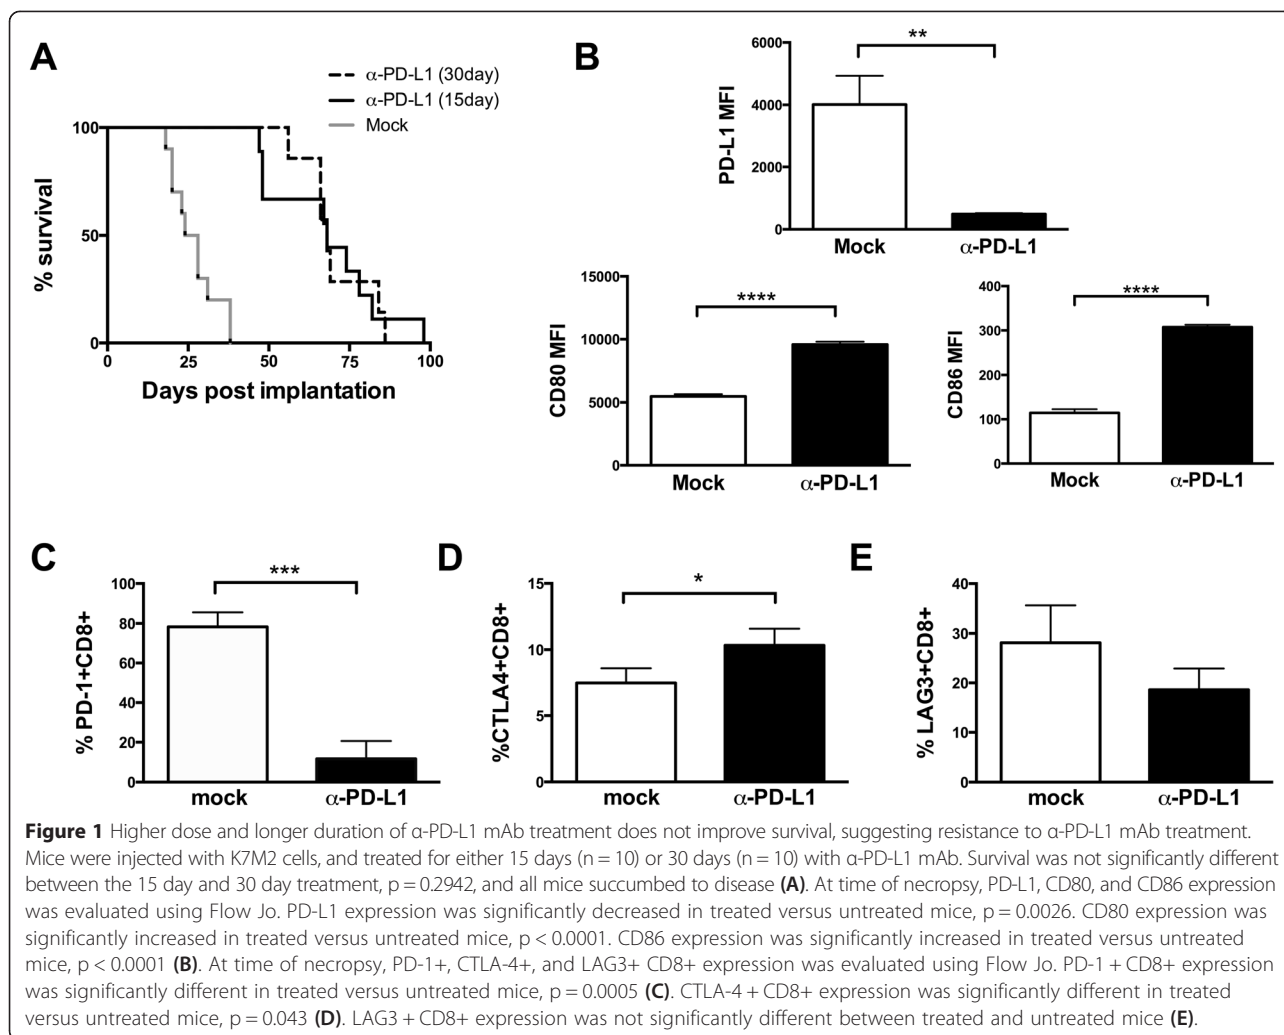 A
α-PD-L1 (30day)
α-PD-L1 (15day)
Mock
% survival
100
50
0
0 25 50 75 100
Days post implantation
B
PD-L1 MFI
6000
4000
2000
0
**
Mock α-PD-L1
CD80 MFI
15000
10000
5000
0
****
Mock α-PD-L1
CD86 MFI
400
300
200
100
0
****
Mock α-PD-L1
C
% PD-1+CD8+
100
80
60
40
20
0
***
mock α-PD-L1
D
%CTLA4+CD8+
15
10
5
0
*
mock α-PD-L1
E
% LAG3+CD8+
40
30
20
10
0
mock α-PD-L1
Figure 1 Higher dose and longer duration of α-PD-L1 mAb treatment does not improve survival, suggesting resistance to α-PD-L1 mAb treatment.
Mice were injected with K7M2 cells, and treated for either 15 days (n = 10) or 30 days (n = 10) with α-PD-L1 mAb. Survival was not significantly different
between the 15 day and 30 day treatment, p = 0.2942, and all mice succumbed to disease (A). At time of necropsy, PD-L1, CD80, and CD86 expression
was evaluated using Flow Jo. PD-L1 expression was significantly decreased in treated versus untreated mice, p = 0.0026. CD80 expression was
significantly increased in treated versus untreated mice, p < 0.0001. CD86 expression was significantly increased in treated versus untreated
mice, p < 0.0001 (B). At time of necropsy, PD-1+, CTLA-4+, and LAG3+ CD8+ expression was evaluated using Flow Jo. PD-1 + CD8+ expression
was significantly different in treated versus untreated mice, p = 0.0005 (C). CTLA-4 + CD8+ expression was significantly different in treated
versus untreated mice, p = 0.043 (D). LAG3 + CD8+ expression was not significantly different between treated and untreated mice (E).